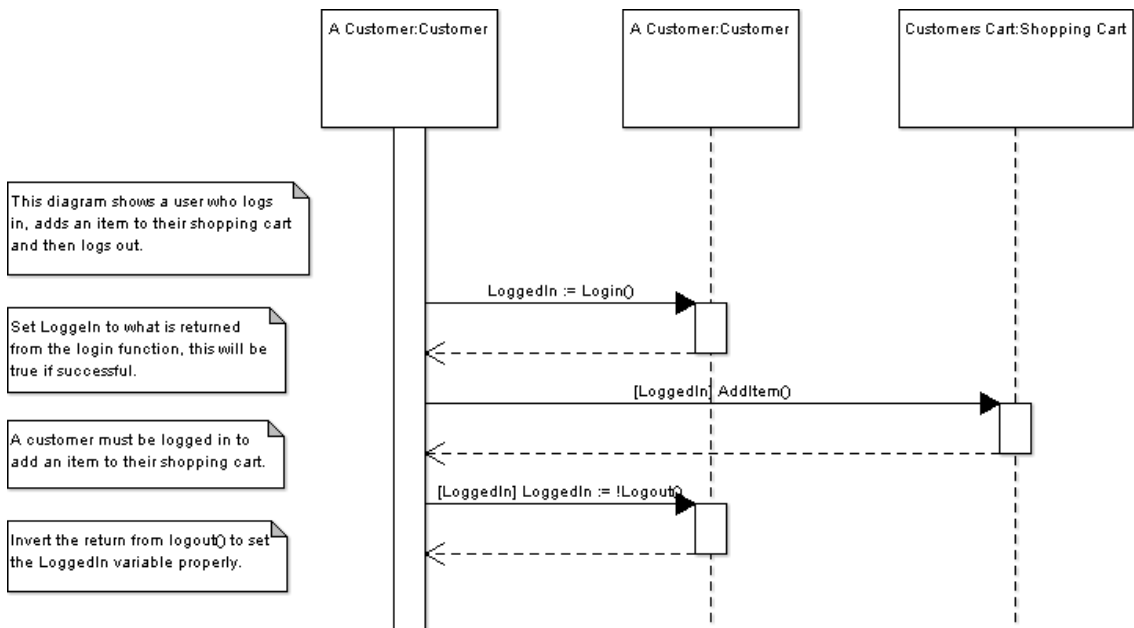 A Customer:Customer
A Customer:Customer
Customers Cart:Shopping Cart
This diagram shows a user who logs
in, adds an item to their shopping cart
and then logs out.
LoggedIn := Login()
Set LoggeIn to what is returned
from the login function, this will be
true if successful.
[LoggedIn] AddItem()
A customer must be logged in to
add an item to their shopping cart.
[LoggedIn] LoggedIn := !Logout()
Invert the return from logout() to set
the LoggedIn variable properly.